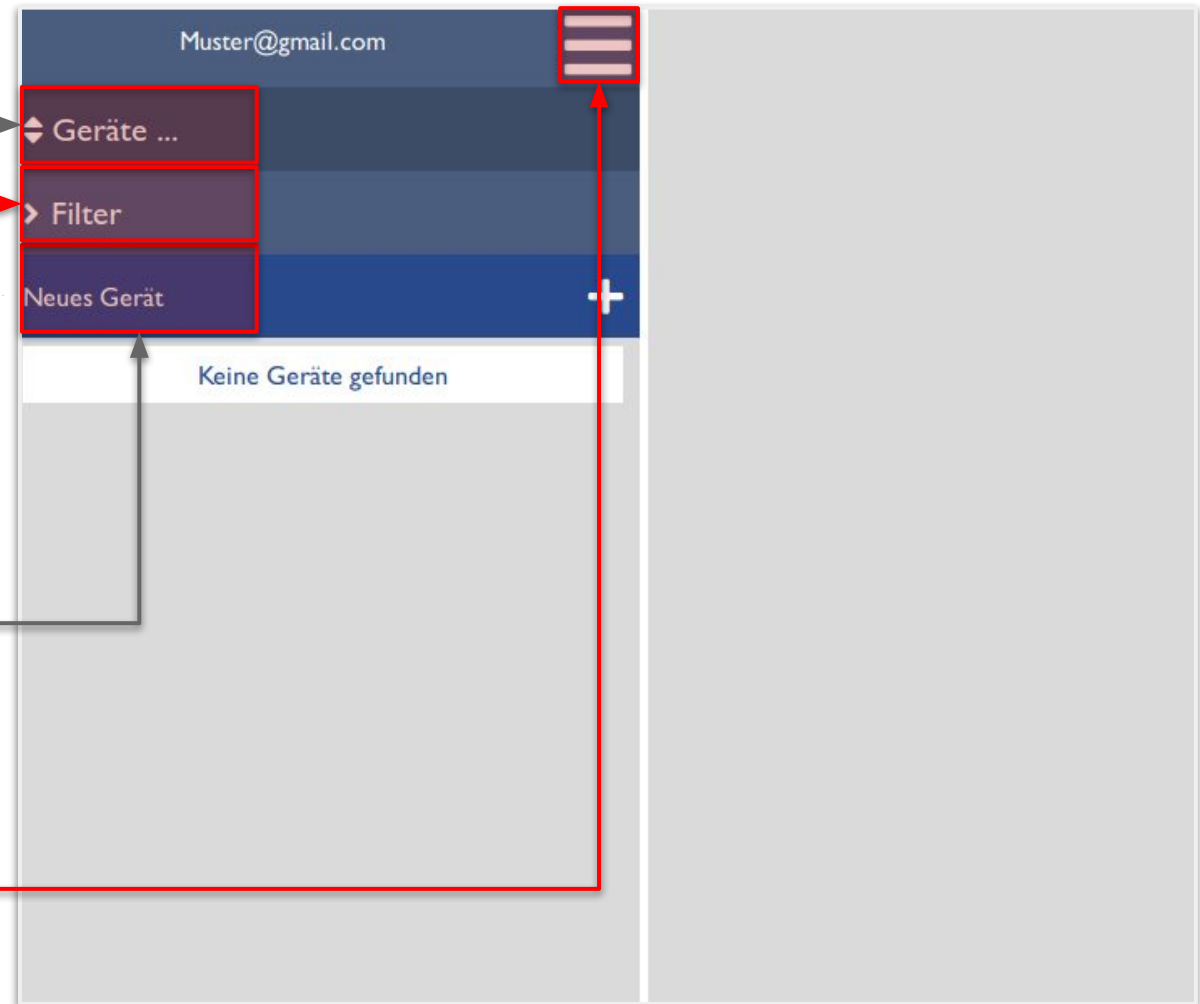 Muster@gmail.com
Geräte ...
Filter
Neues Gerät
Keine Geräte gefunden